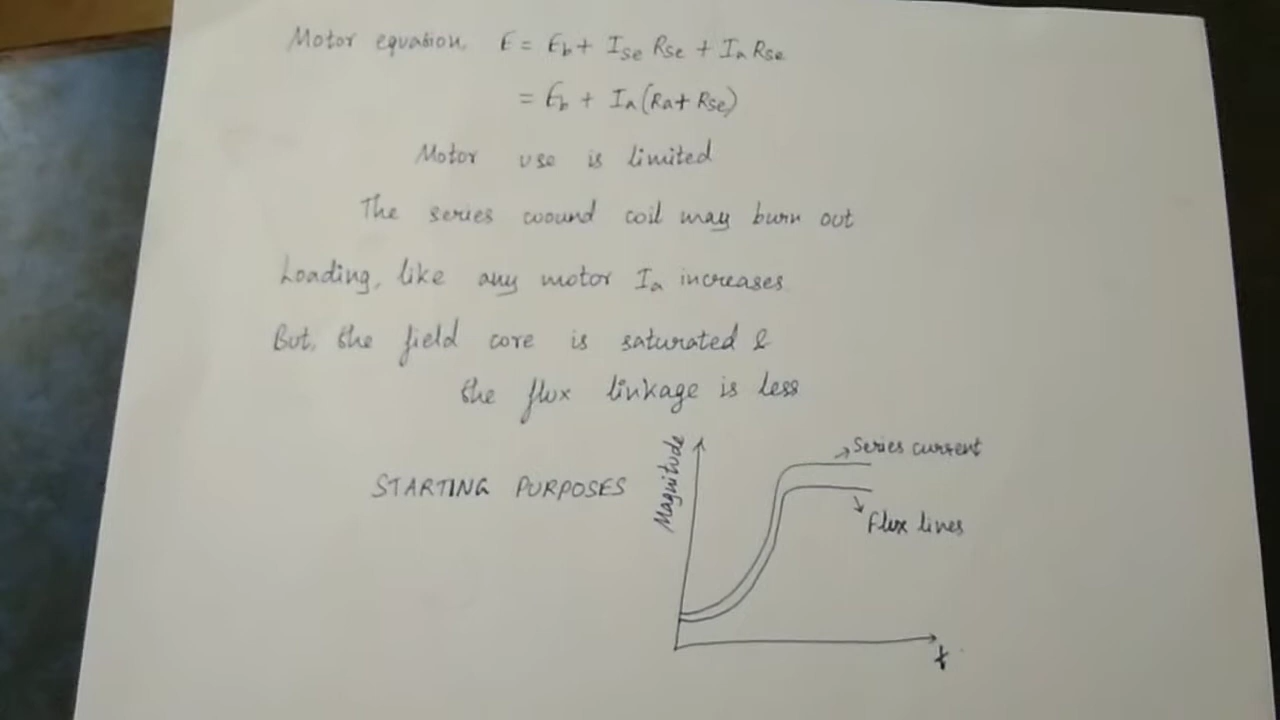 Motor equation, E = Eb + Ise Rse + Ia Rse
= Eb + Ia (Ra + Rse)
Motor use is limited
The series woound coil may burn out
Loading, like any motor Ia increases
But, the field core is saturated &
the flux linkage is less
STARTING PURPOSES
Magnitude
Series current
Flux lines
t